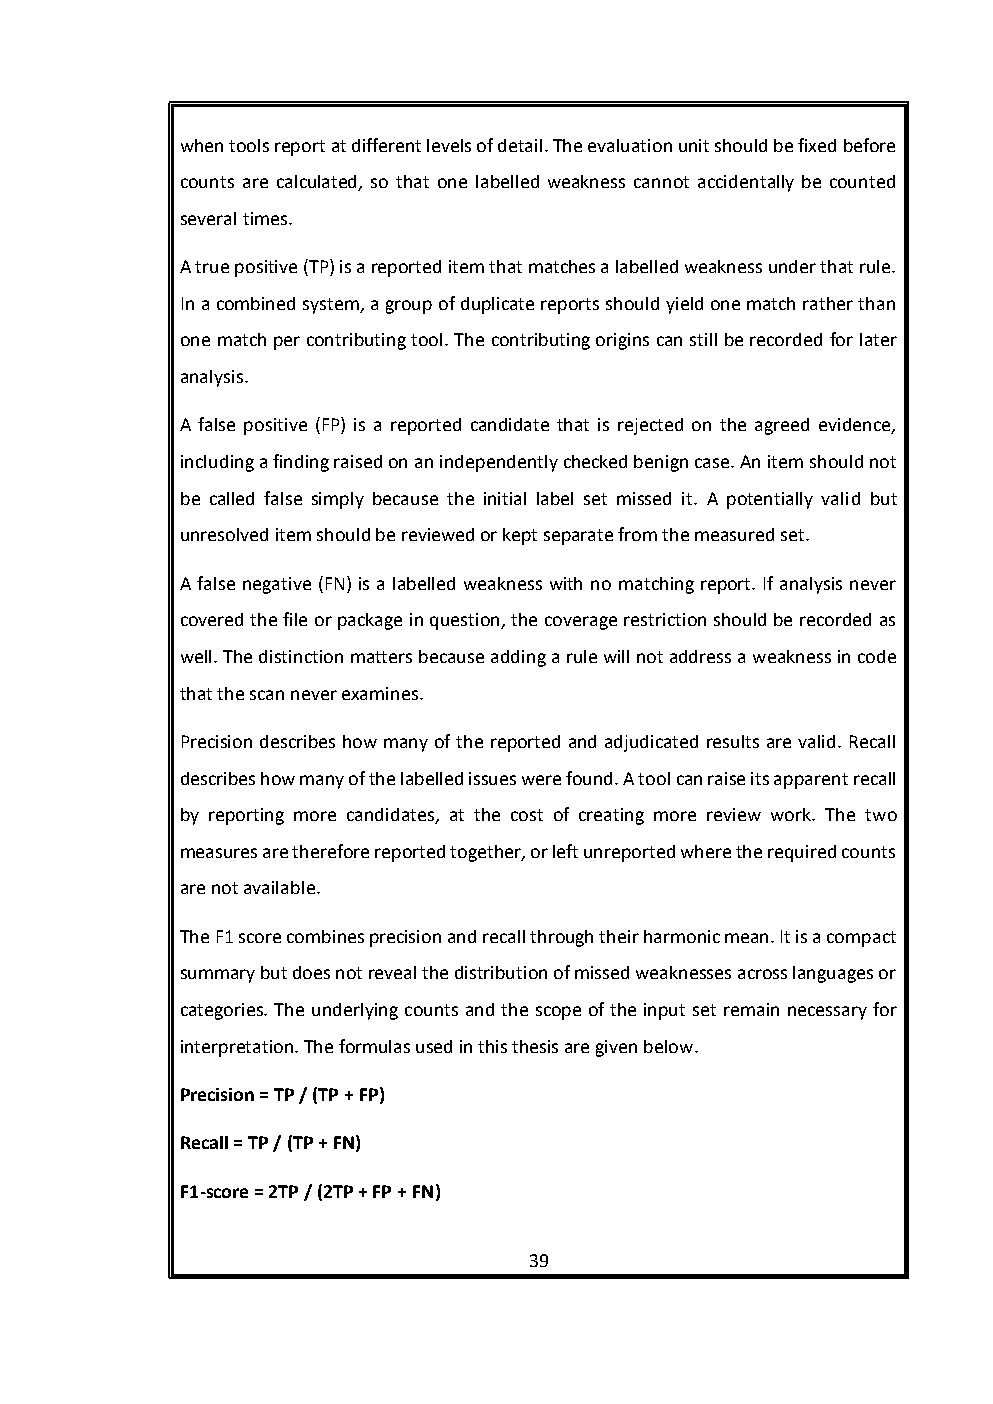 when tools report at different levels of detail. The evaluation unit should be fixed before
counts are calculated, so that one labelled weakness cannot accidentally be counted
several times.
A true positive (TP) is a reported item that matches a labelled weakness under that rule.
In a combined system, a group of duplicate reports should yield one match rather than
one match per contributing tool. The contributing origins can still be recorded for later
analysis.
A false positive (FP) is a reported candidate that is rejected on the agreed evidence,
including a finding raised on an independently checked benign case. An item should not
be called false simply because the initial label set missed it. A potentially valid but
unresolved item should be reviewed or kept separate from the measured set.
A false negative (FN) is a labelled weakness with no matching report. If analysis never
covered the file or package in question, the coverage restriction should be recorded as
well. The distinction matters because adding a rule will not address a weakness in code
that the scan never examines.
Precision describes how many of the reported and adjudicated results are valid. Recall
describes how many of the labelled issues were found. A tool can raise its apparent recall
by reporting more candidates, at the cost of creating more review work. The two
measures are therefore reported together, or left unreported where the required counts
are not available.
The F1 score combines precision and recall through their harmonic mean. It is a compact
summary but does not reveal the distribution of missed weaknesses across languages or
categories. The underlying counts and the scope of the input set remain necessary for
interpretation. The formulas used in this thesis are given below.
Precision = TP / (TP + FP)
Recall = TP / (TP + FN)
F1-score = 2TP / (2TP + FP + FN)
39